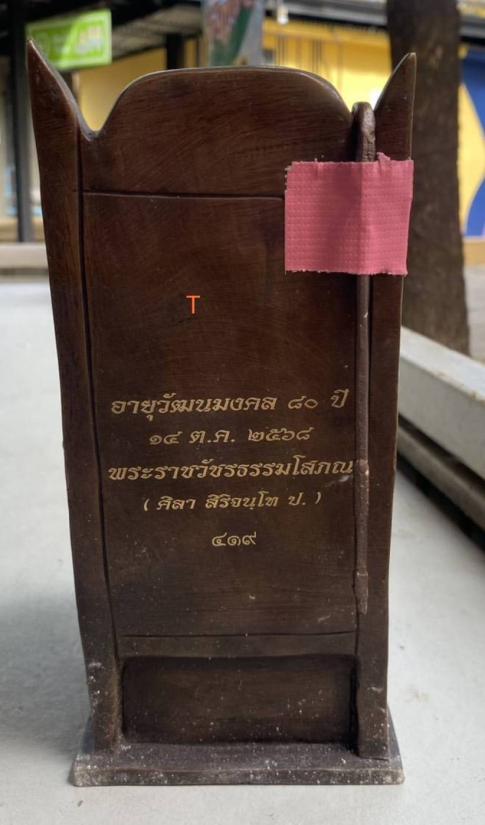 T
อายุวัฒนมงคล ๘๐ ปี
๑๔ ต.ค. ๒๕๖๘
พระราชวัชรธรรมโสภณ
( ศิลา สิริจนฺโท ป. )
๔๑๙